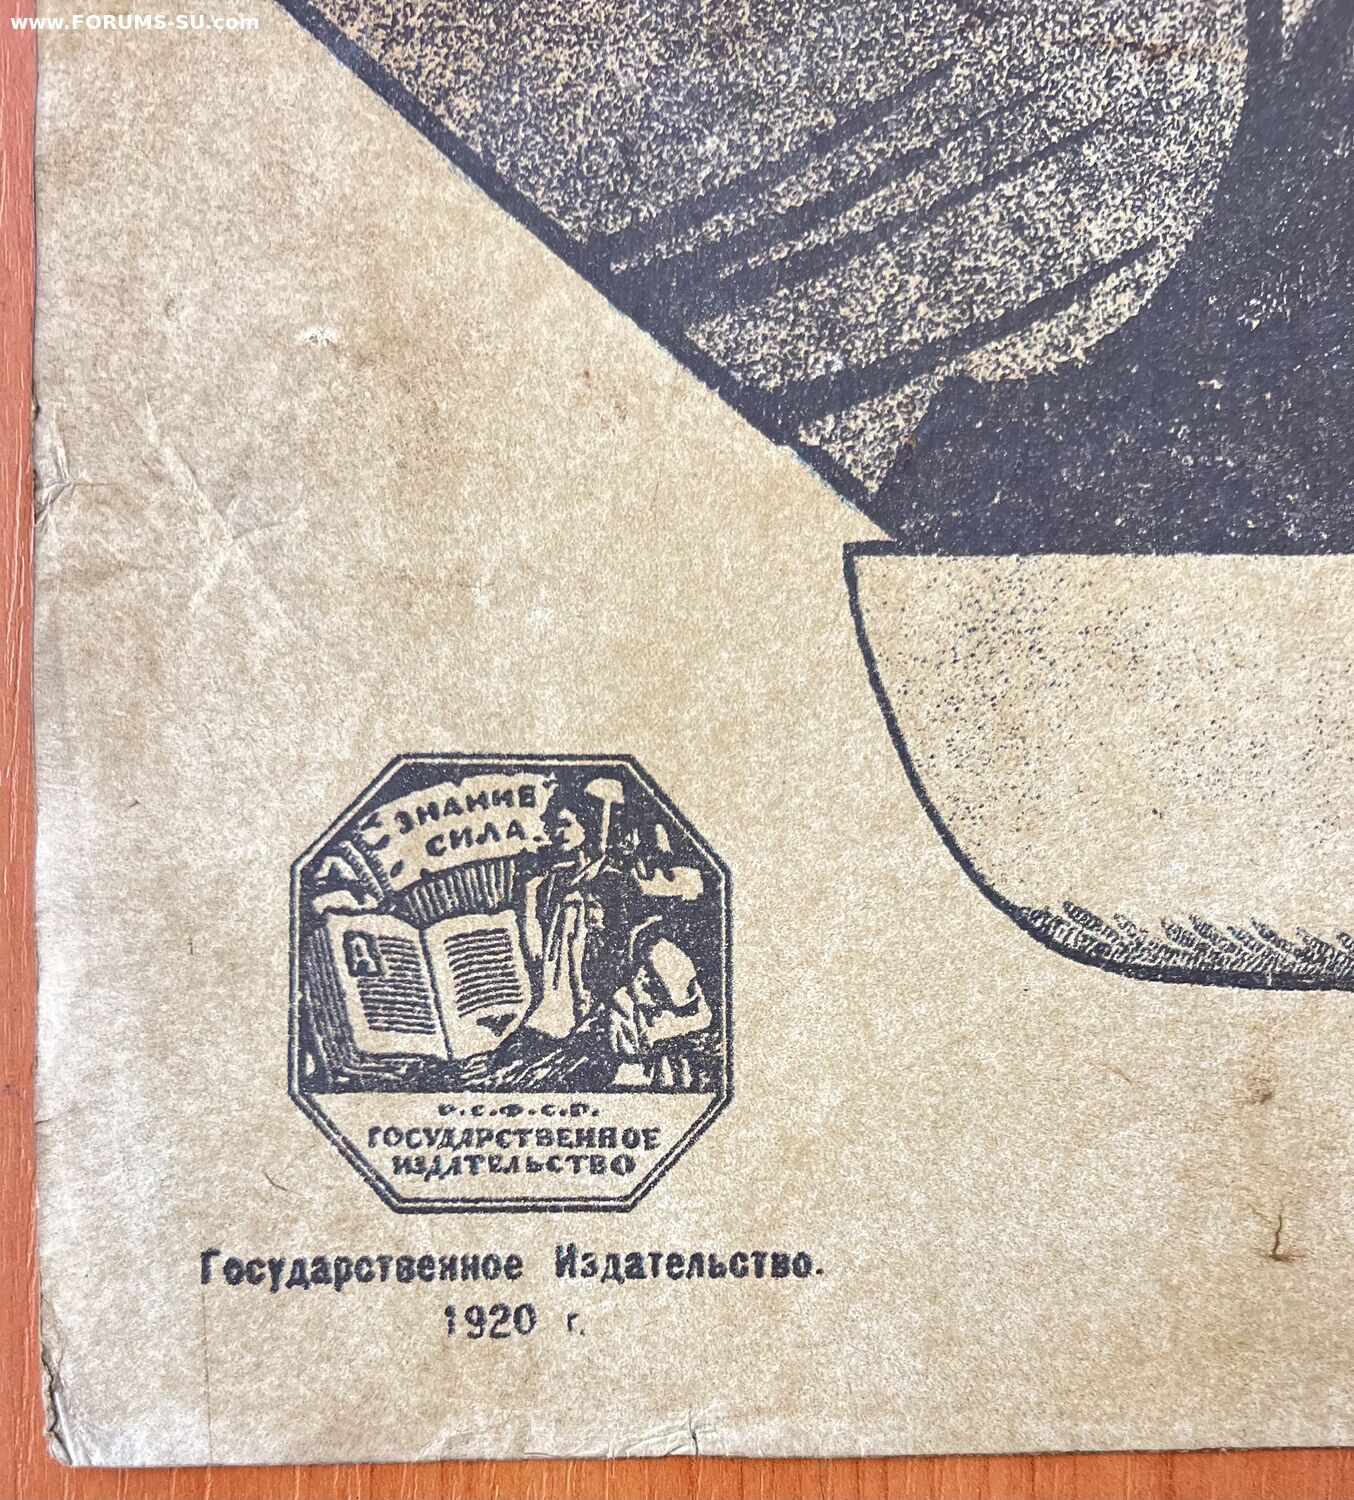 www.FORUMS-SU.com
ЗНАНИЕ
СИЛА.
А
Р.С.Ф.С.Р.
ГОСУДАРСТВЕННОЕ
ИЗДАТЕЛЬСТВО
Государственное Издательство.
1920 г.